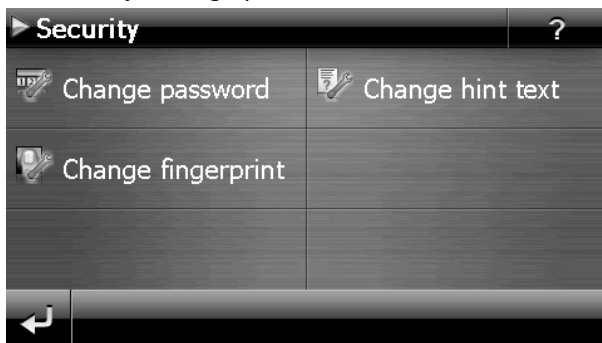 Security
?
Change password
Change hint text
Change fingerprint